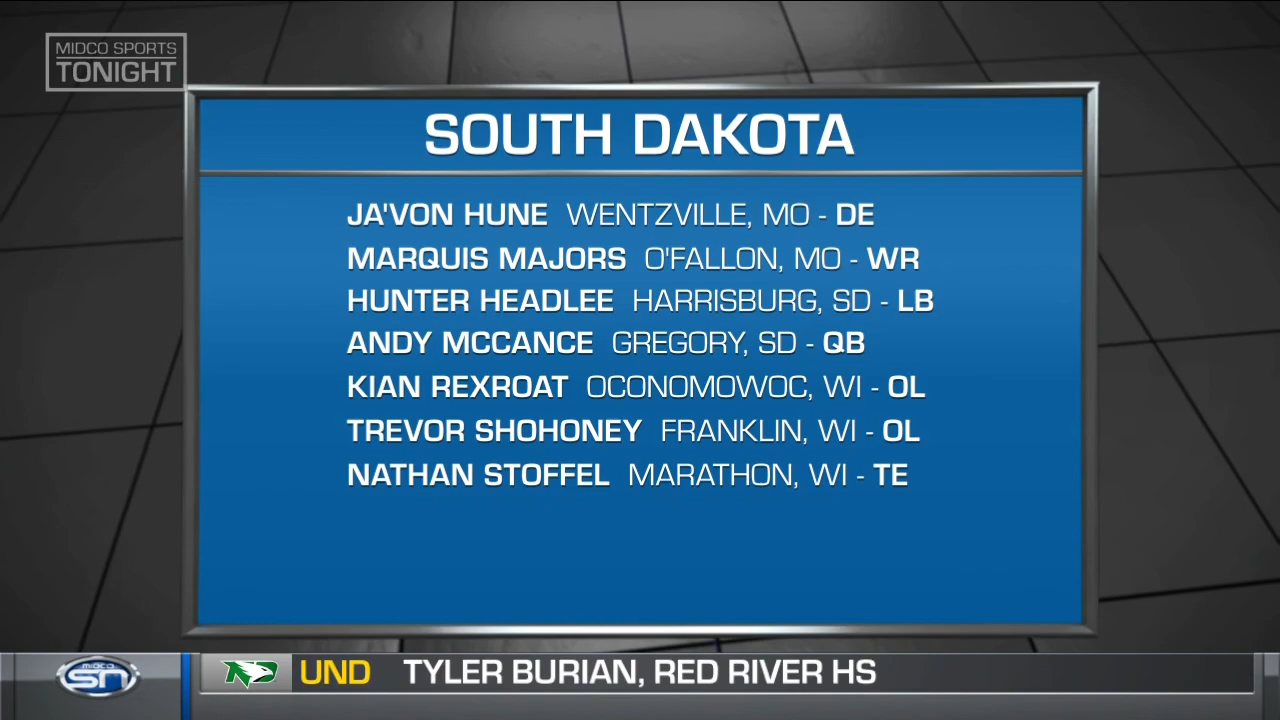 MIDCO SPORTS
TONIGHT
SOUTH DAKOTA
JA'VON HUNE WENTZVILLE, MO - DE
MARQUIS MAJORS O'FALLON, MO - WR
HUNTER HEADLEE HARRISBURG, SD - LB
ANDY MCCANCE GREGORY, SD - QB
KIAN REXROAT OCONOMOWOC, WI - OL
TREVOR SHOHONEY FRANKLIN, WI - OL
NATHAN STOFFEL MARATHON, WI - TE
MIDCO
SN
UND TYLER BURIAN, RED RIVER HS